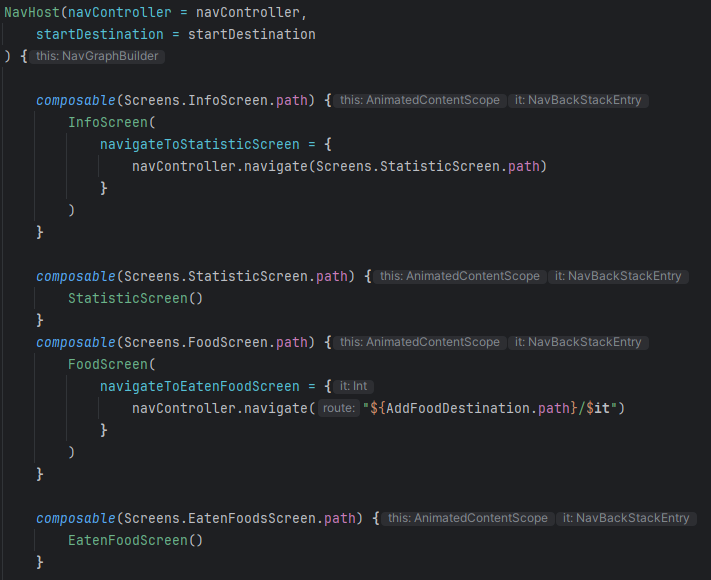 NavHost(navController = navController,
    startDestination = startDestination
) { this: NavGraphBuilder
    composable(Screens.InfoScreen.path) { this: AnimatedContentScope it: NavBackStackEntry
        InfoScreen(
            navigateToStatisticScreen = {
                navController.navigate(Screens.StatisticScreen.path)
            }
        )
    }
    composable(Screens.StatisticScreen.path) { this: AnimatedContentScope it: NavBackStackEntry
        StatisticScreen()
    }
    composable(Screens.FoodScreen.path) { this: AnimatedContentScope it: NavBackStackEntry
        FoodScreen(
            navigateToEatenFoodScreen = { it: Int
                navController.navigate( route: "${AddFoodDestination.path}/$it")
            }
        )
    }
    composable(Screens.EatenFoodsScreen.path) { this: AnimatedContentScope it: NavBackStackEntry
        EatenFoodScreen()
    }